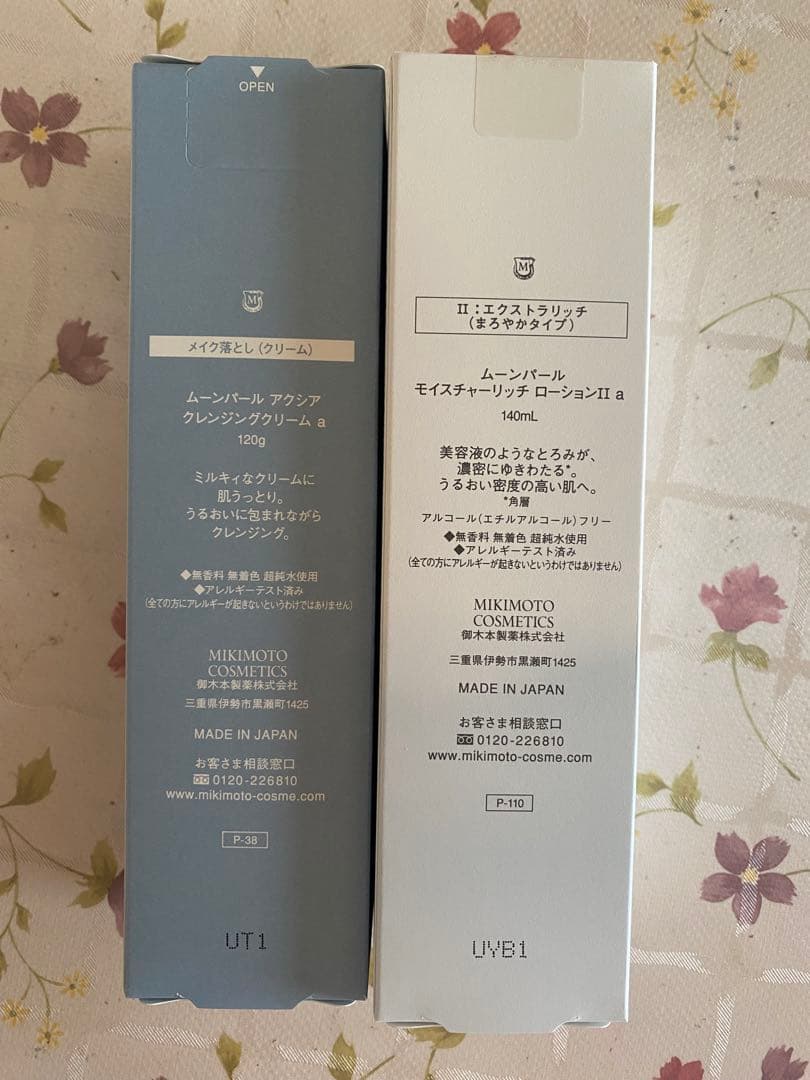 OPEN
M
メイク落とし(クリーム)
ムーンパール アクシア
クレンジングクリーム a
120g
ミルキィなクリームに
肌うっとり。
うるおいに包まれながら
クレンジング。
◆無香料 無着色 超純水使用
◆アレルギーテスト済み
(全ての方にアレルギーが起きないというわけではありません)
MIKIMOTO
COSMETICS
御木本製薬株式会社
三重県伊勢市黒瀬町1425
MADE IN JAPAN
お客さま相談窓口
0120-226810
www.mikimoto-cosme.com
P-38
UT1
M
II:エクストラリッチ
(まろやかタイプ)
ムーンパール
モイスチャーリッチ ローションII a
140mL
美容液のようなとろみが、
濃密にゆきわたる*。
うるおい密度の高い肌へ。
*角層
アルコール(エチルアルコール)フリー
◆無香料 無着色 超純水使用
◆アレルギーテスト済み
(全ての方にアレルギーが起きないというわけではありません)
MIKIMOTO
COSMETICS
御木本製薬株式会社
三重県伊勢市黒瀬町1425
MADE IN JAPAN
お客さま相談窓口
0120-226810
www.mikimoto-cosme.com
P-110
UYB1